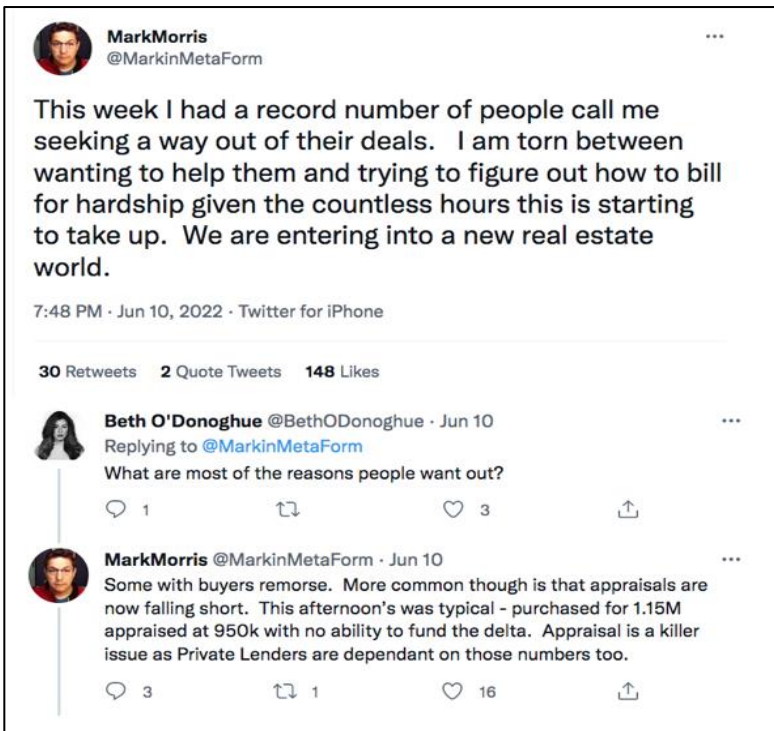 MarkMorris
@MarkinMetaForm
This week I had a record number of people call me
seeking a way out of their deals.   I am torn between
wanting to help them and trying to figure out how to bill
for hardship given the countless hours this is starting
to take up.  We are entering into a new real estate
world.
7:48 PM · Jun 10, 2022 · Twitter for iPhone
30 Retweets 2 Quote Tweets 148 Likes
Beth O'Donoghue @BethODonoghue · Jun 10
Replying to @MarkinMetaForm
What are most of the reasons people want out?
1 3
MarkMorris @MarkinMetaForm · Jun 10
Some with buyers remorse.  More common though is that appraisals are
now falling short.  This afternoon's was typical - purchased for 1.15M
appraised at 950k with no ability to fund the delta.  Appraisal is a killer
issue as Private Lenders are dependant on those numbers too.
3 1 16